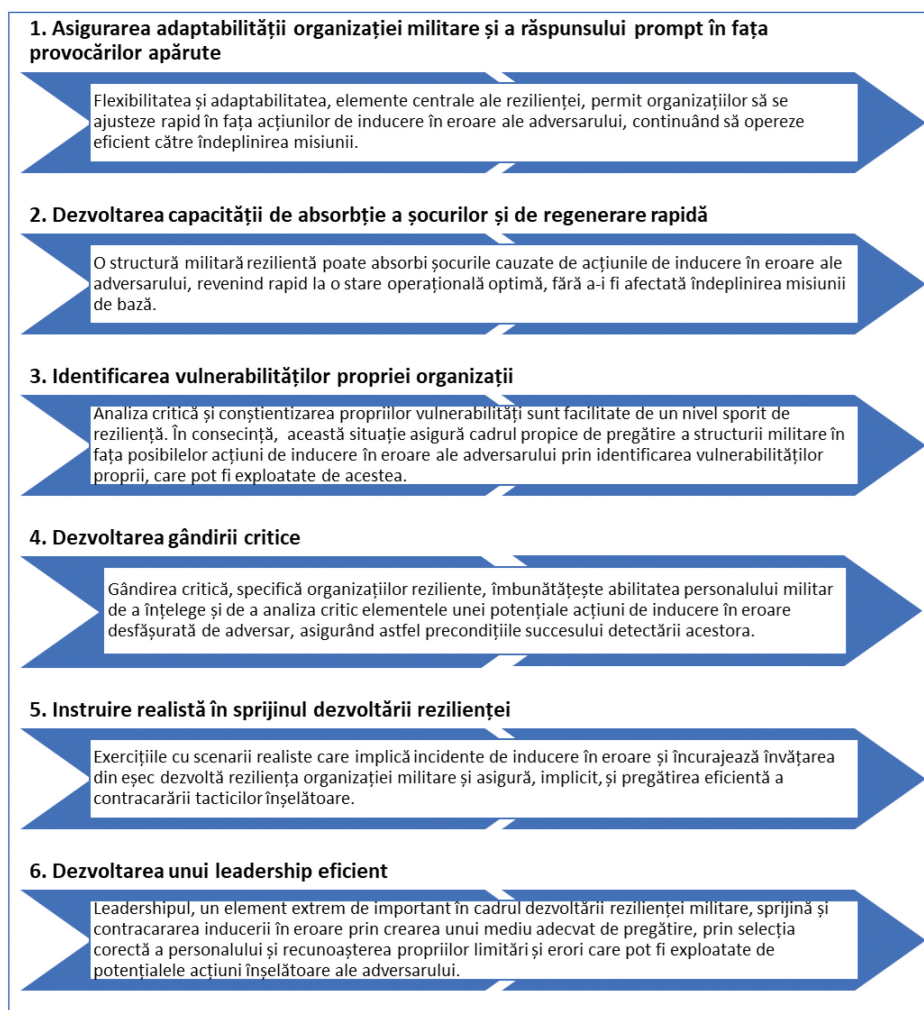 1. Asigurarea adaptabilității organizației militare și a răspunsului prompt în fața
provocărilor apărute
Flexibilitatea și adaptabilitatea, elemente centrale ale rezilienței, permit organizațiilor să se
ajusteze rapid în fața acțiunilor de inducere în eroare ale adversarului, continuând să opereze
eficient către îndeplinirea misiunii.
2. Dezvoltarea capacității de absorbție a șocurilor și de regenerare rapidă
O structură militară rezilientă poate absorbi șocurile cauzate de acțiunile de inducere în eroare ale
adversarului, revenind rapid la o stare operațională optimă, fără a-i fi afectată îndeplinirea misiunii
de bază.
3. Identificarea vulnerabilităților propriei organizații
Analiza critică și conștientizarea propriilor vulnerabilități sunt facilitate de un nivel sporit de
reziliență. În consecință, această situație asigură cadrul propice de pregătire a structurii militare în
fața posibilelor acțiuni de inducere în eroare ale adversarului prin identificarea vulnerabilităților
proprii, care pot fi exploatate de acestea.
4. Dezvoltarea gândirii critice
Gândirea critică, specifică organizațiilor reziliente, îmbunătățește abilitatea personalului militar
de a înțelege și de a analiza critic elementele unei potențiale acțiuni de inducere în eroare
desfășurată de adversar, asigurând astfel precondițiile succesului detectării acestora.
5. Instruire realistă în sprijinul dezvoltării rezilienței
Exercițiile cu scenarii realiste care implică incidente de inducere în eroare și încurajează învățarea
din eșec dezvoltă reziliența organizației militare și asigură, implicit, și pregătirea eficientă a
contracarării tacticilor înșelătoare.
6. Dezvoltarea unui leadership eficient
Leadershipul, un element extrem de important în cadrul dezvoltării rezilienței militare, sprijină și
contracararea inducerii în eroare prin crearea unui mediu adecvat de pregătire, prin selecția
corectă a personalului și recunoașterea propriilor limitări și erori care pot fi exploatate de
potențialele acțiuni înșelătoare ale adversarului.